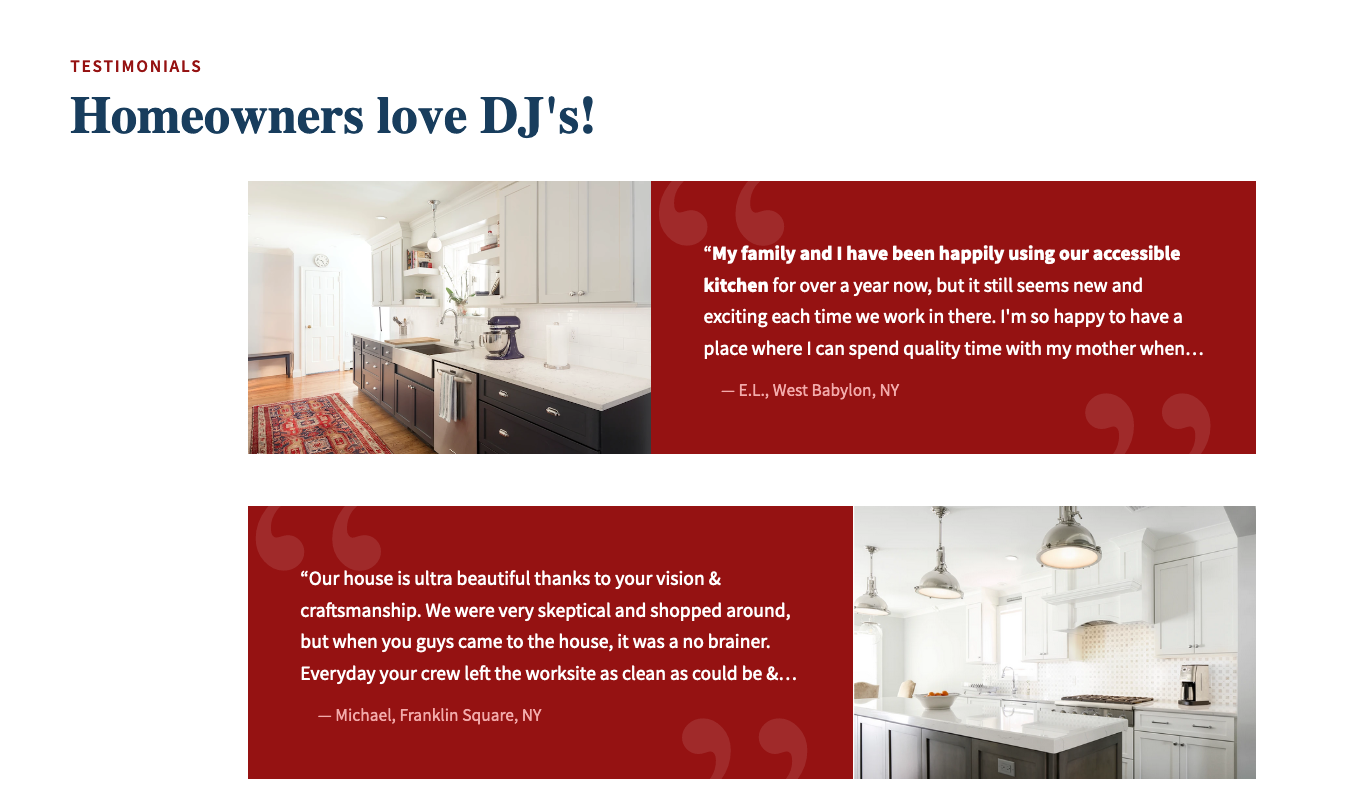 TESTIMONIALS
Homeowners love DJ's!
“My family and I have been happily using our accessible
kitchen for over a year now, but it still seems new and
exciting each time we work in there. I'm so happy to have a
place where I can spend quality time with my mother when…
— E.L., West Babylon, NY
“Our house is ultra beautiful thanks to your vision &
craftsmanship. We were very skeptical and shopped around,
but when you guys came to the house, it was a no brainer.
Everyday your crew left the worksite as clean as could be &…
— Michael, Franklin Square, NY